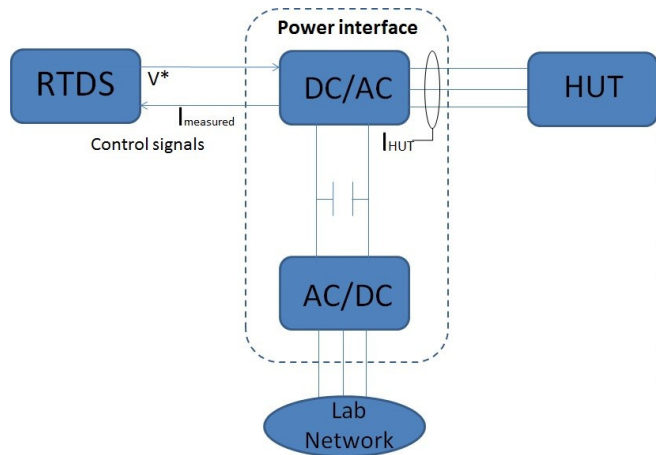 Power interface
RTDS
V*
DC/AC
HUT
Imeasured
IHUT
Control signals
AC/DC
Lab
Network